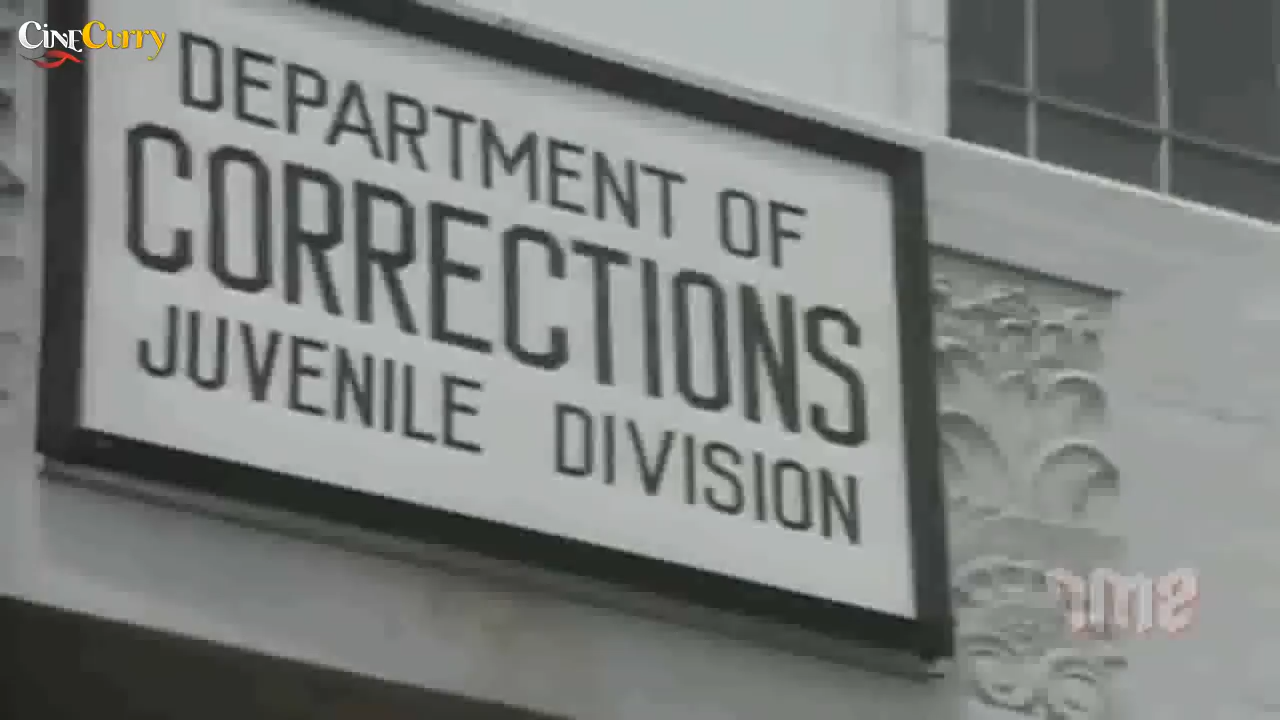 CineCurry
DEPARTMENT OF
CORRECTIONS
JUVENILE DIVISION